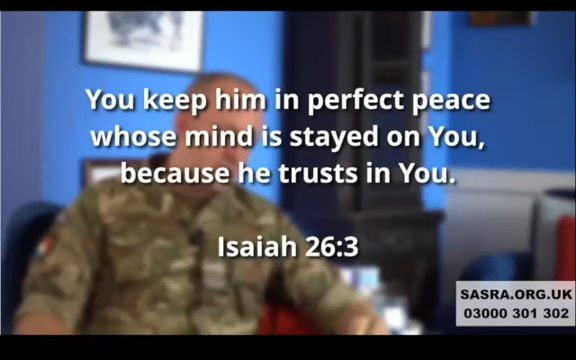 You keep him in perfect peace
whose mind is stayed on You,
because he trusts in You.
Isaiah 26:3
SASRA.ORG.UK
03000 301 302